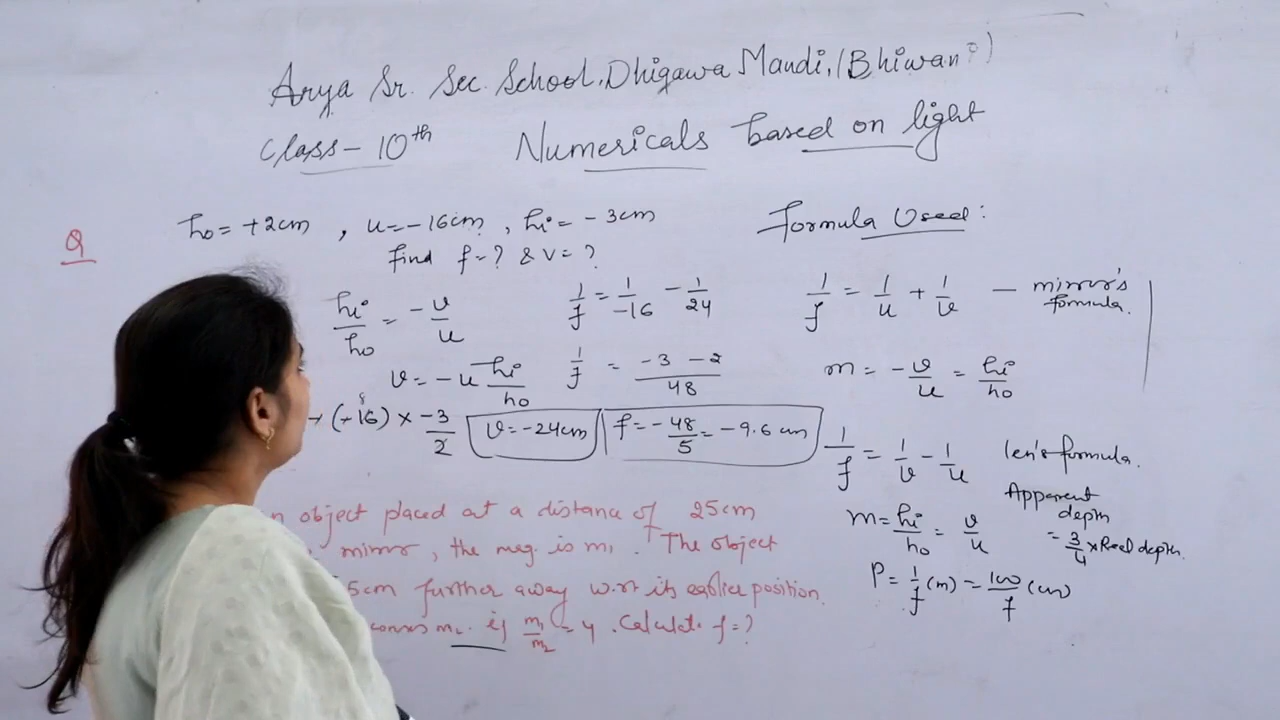 Arya Sr. Sec. School, Dhigawa Mandi, (Bhiwani)
Class - 10th Numericals based on light
Q
ho = +2cm , u = -16cm , hi = -3cm
find f = ? & v = ?
hi/ho = -v/u
v = -u hi/ho
(-16) × -3/2
8
v = -24cm
1/f = 1/-16 - 1/24
1/f = -3 -2/48
f = -48/5 = -9.6 cm
object placed at a distance of 25cm
mirror, the mag. is m1. The object
5cm further away w.r.t its earlier position.
if m1/m2 = 4 . Calculate f = ?
Formula Used:
1/f = 1/u + 1/v - mirror's formula.
m = -v/u = hi/ho
1/f = 1/v - 1/u len's formula.
m = hi/ho = v/u
Apparent depth
= 3/4 × Real depth.
P = 1/f (m) = 100/f (cm)